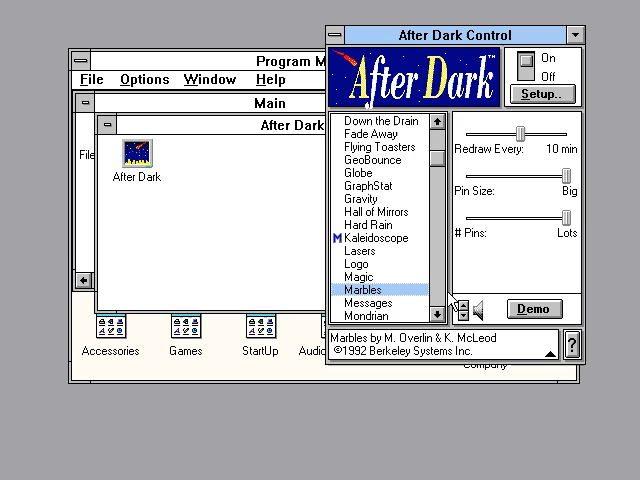 After Dark Control
Program M
File Options Window Help
Main
After Dark
File
After Dark
After Dark™
On
Off
Setup..
Down the Drain
Fade Away
Flying Toasters
GeoBounce
Globe
GraphStat
Gravity
Hall of Mirrors
Hard Rain
M Kaleidoscope
Lasers
Logo
Magic
Marbles
Messages
Mondrian
Redraw Every: 10 min
Pin Size: Big
# Pins: Lots
Demo
Marbles by M. Overlin & K. McLeod
©1992 Berkeley Systems Inc.
?
Accessories
Games
StartUp
Audio
Company